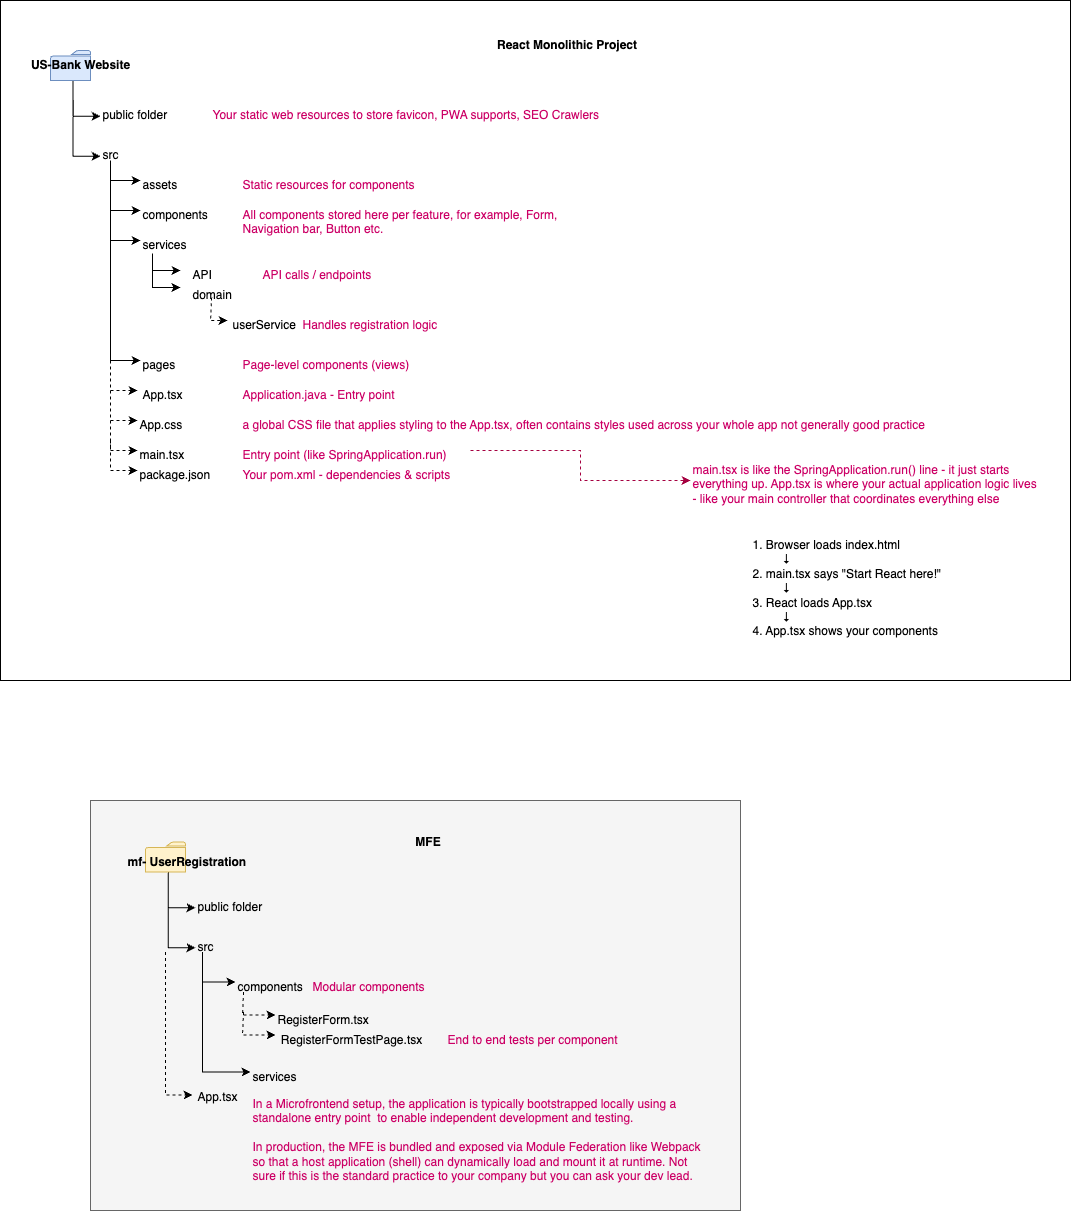 React Monolithic Project
US-Bank Website
public folder
Your static web resources to store favicon, PWA supports, SEO Crawlers
src
assets
Static resources for components
components
All components stored here per feature, for example, Form,
Navigation bar, Button etc.
services
API
API calls / endpoints
domain
userService
Handles registration logic
pages
Page-level components (views)
App.tsx
Application.java - Entry point
App.css
a global CSS file that applies styling to the App.tsx, often contains styles used across your whole app not generally good practice
main.tsx
Entry point (like SpringApplication.run)
package.json
Your pom.xml - dependencies & scripts
main.tsx is like the SpringApplication.run() line - it just starts
everything up. App.tsx is where your actual application logic lives
- like your main controller that coordinates everything else
1. Browser loads index.html
↓
2. main.tsx says "Start React here!"
↓
3. React loads App.tsx
↓
4. App.tsx shows your components
MFE
mf- UserRegistration
public folder
src
components
Modular components
RegisterForm.tsx
RegisterFormTestPage.tsx
End to end tests per component
services
App.tsx
In a Microfrontend setup, the application is typically bootstrapped locally using a
standalone entry point to enable independent development and testing.
In production, the MFE is bundled and exposed via Module Federation like Webpack
so that a host application (shell) can dynamically load and mount it at runtime. Not
sure if this is the standard practice to your company but you can ask your dev lead.